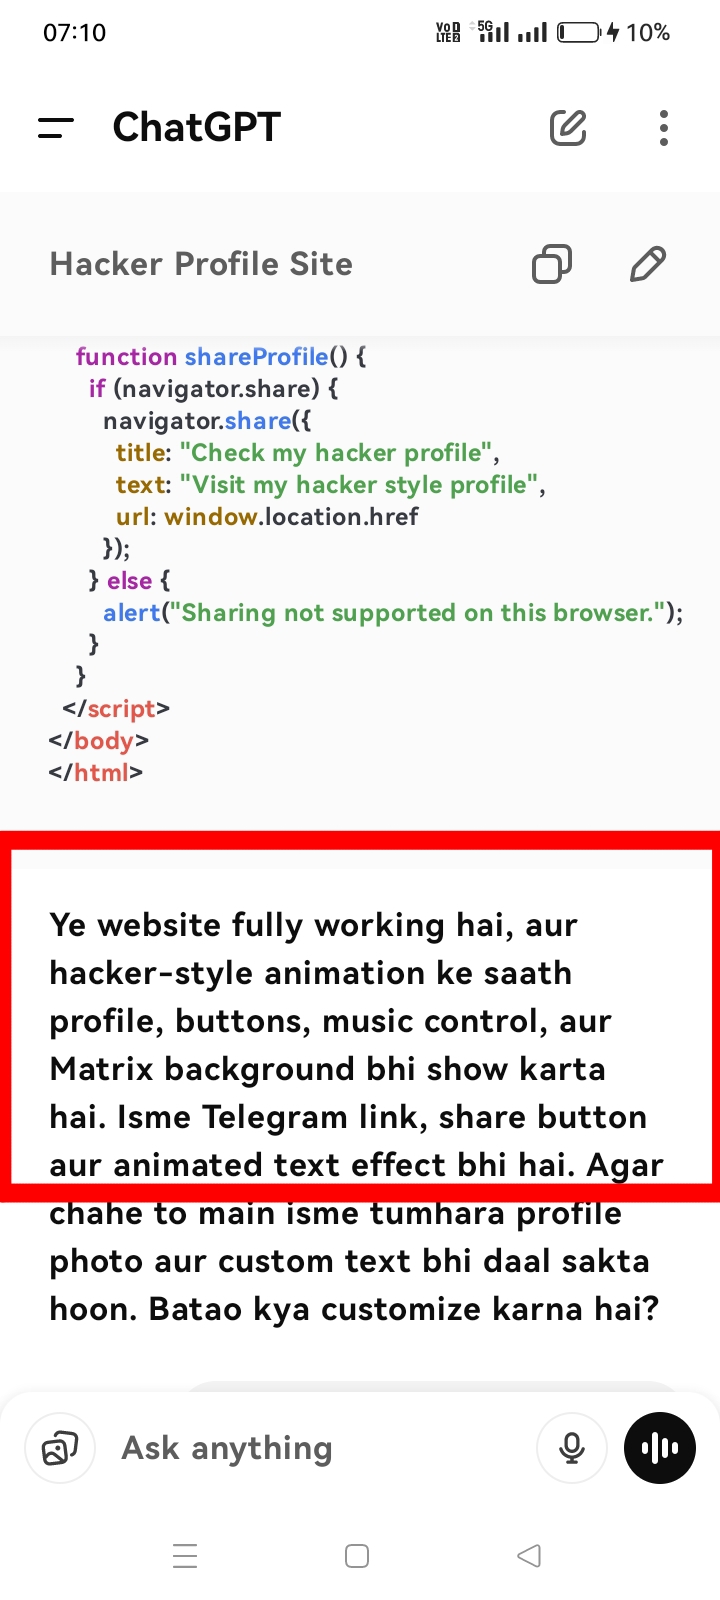 07:10
Vo D LTE 2 5G 10%
ChatGPT
Hacker Profile Site
function shareProfile() {
if (navigator.share) {
navigator.share({
title: "Check my hacker profile",
text: "Visit my hacker style profile",
url: window.location.href
});
} else {
alert("Sharing not supported on this browser.");
}
}
</script>
</body>
</html>
Ye website fully working hai, aur
hacker-style animation ke saath
profile, buttons, music control, aur
Matrix background bhi show karta
hai. Isme Telegram link, share button
aur animated text effect bhi hai. Agar
chahe to main isme tumhara profile
photo aur custom text bhi daal sakta
hoon. Batao kya customize karna hai?
Ask anything